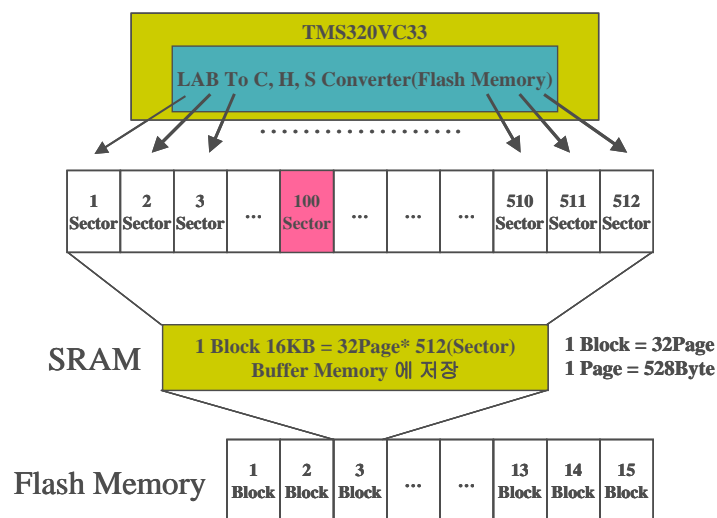 TMS320VC33
LAB To C, H, S Converter(Flash Memory)
....................
1 Sector
2 Sector
3 Sector
...
100 Sector
...
...
...
510 Sector
511 Sector
512 Sector
SRAM
1 Block 16KB = 32Page* 512(Sector)
Buffer Memory 에 저장
1 Block = 32Page
1 Page = 528Byte
Flash Memory
1 Block
2 Block
3 Block
...
...
13 Block
14 Block
15 Block